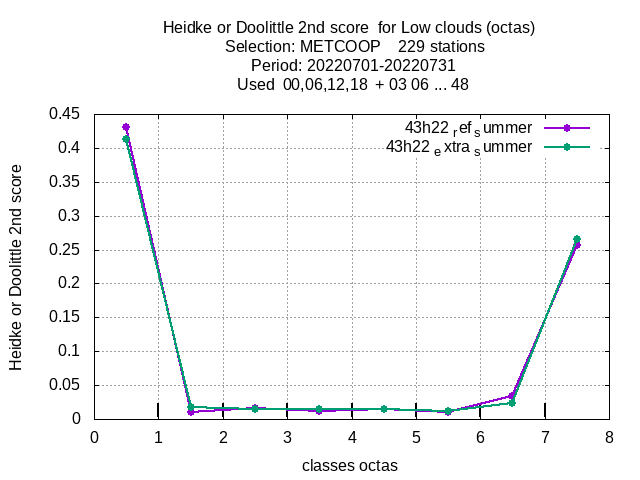 Heidke or Doolittle 2nd score  for Low clouds (octas)
Selection: METCOOP    229 stations
Period: 20220701-20220731
Used  00,06,12,18  + 03 06 ... 48
43h22 ref summer
43h22 extra summer
Heidke or Doolittle 2nd score
0.45
0.4
0.35
0.3
0.25
0.2
0.15
0.1
0.05
0
0 1 2 3 4 5 6 7 8
classes octas